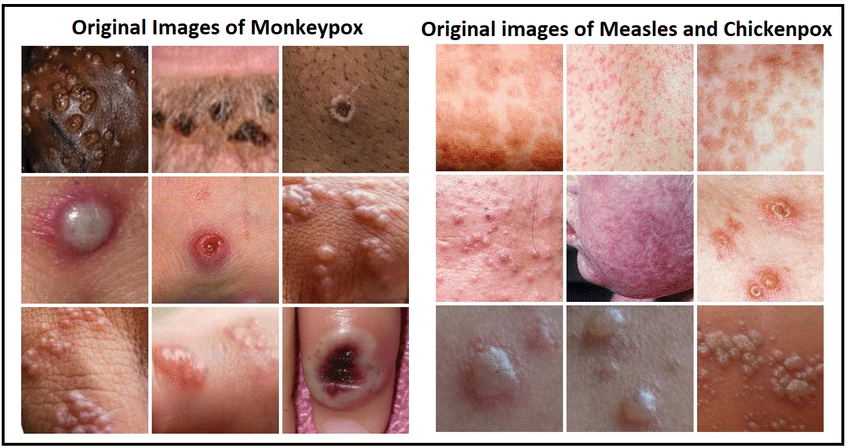 Original Images of Monkeypox
Original images of Measles and Chickenpox